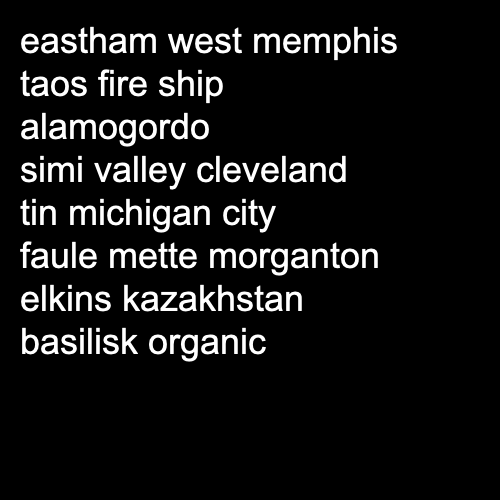 eastham west memphis
taos fire ship
alamogordo
simi valley cleveland
tin michigan city
faule mette morganton
elkins kazakhstan
basilisk organic